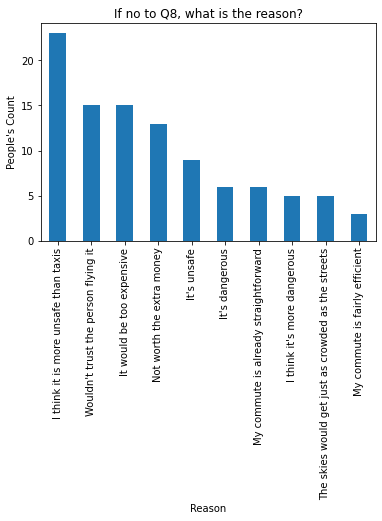 If no to Q8, what is the reason?
People's Count
20
15
10
5
0
I think it is more unsafe than taxis
Wouldn't trust the person flying it
It would be too expensive
Not worth the extra money
It's unsafe
It's dangerous
My commute is already straightforward
I think it's more dangerous
The skies would get just as crowded as the streets
My commute is fairly efficient
Reason